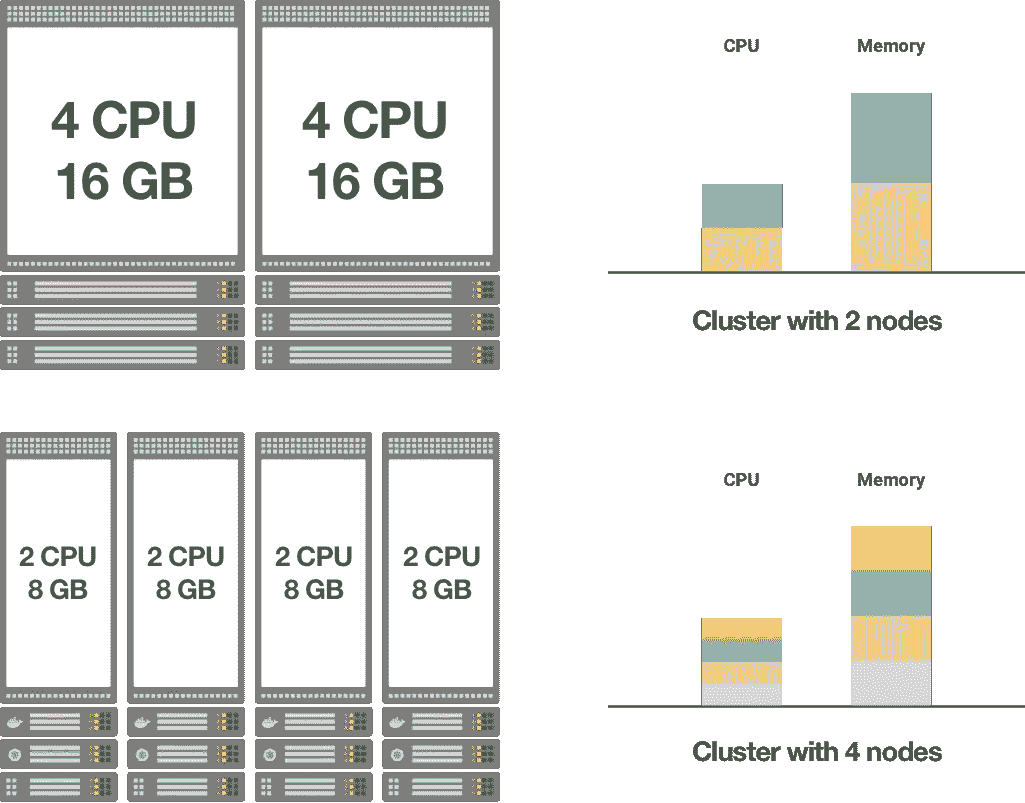 4 CPU
16 GB
4 CPU
16 GB
CPU
Memory
Cluster with 2 nodes
2 CPU
8 GB
2 CPU
8 GB
2 CPU
8 GB
2 CPU
8 GB
CPU
Memory
Cluster with 4 nodes